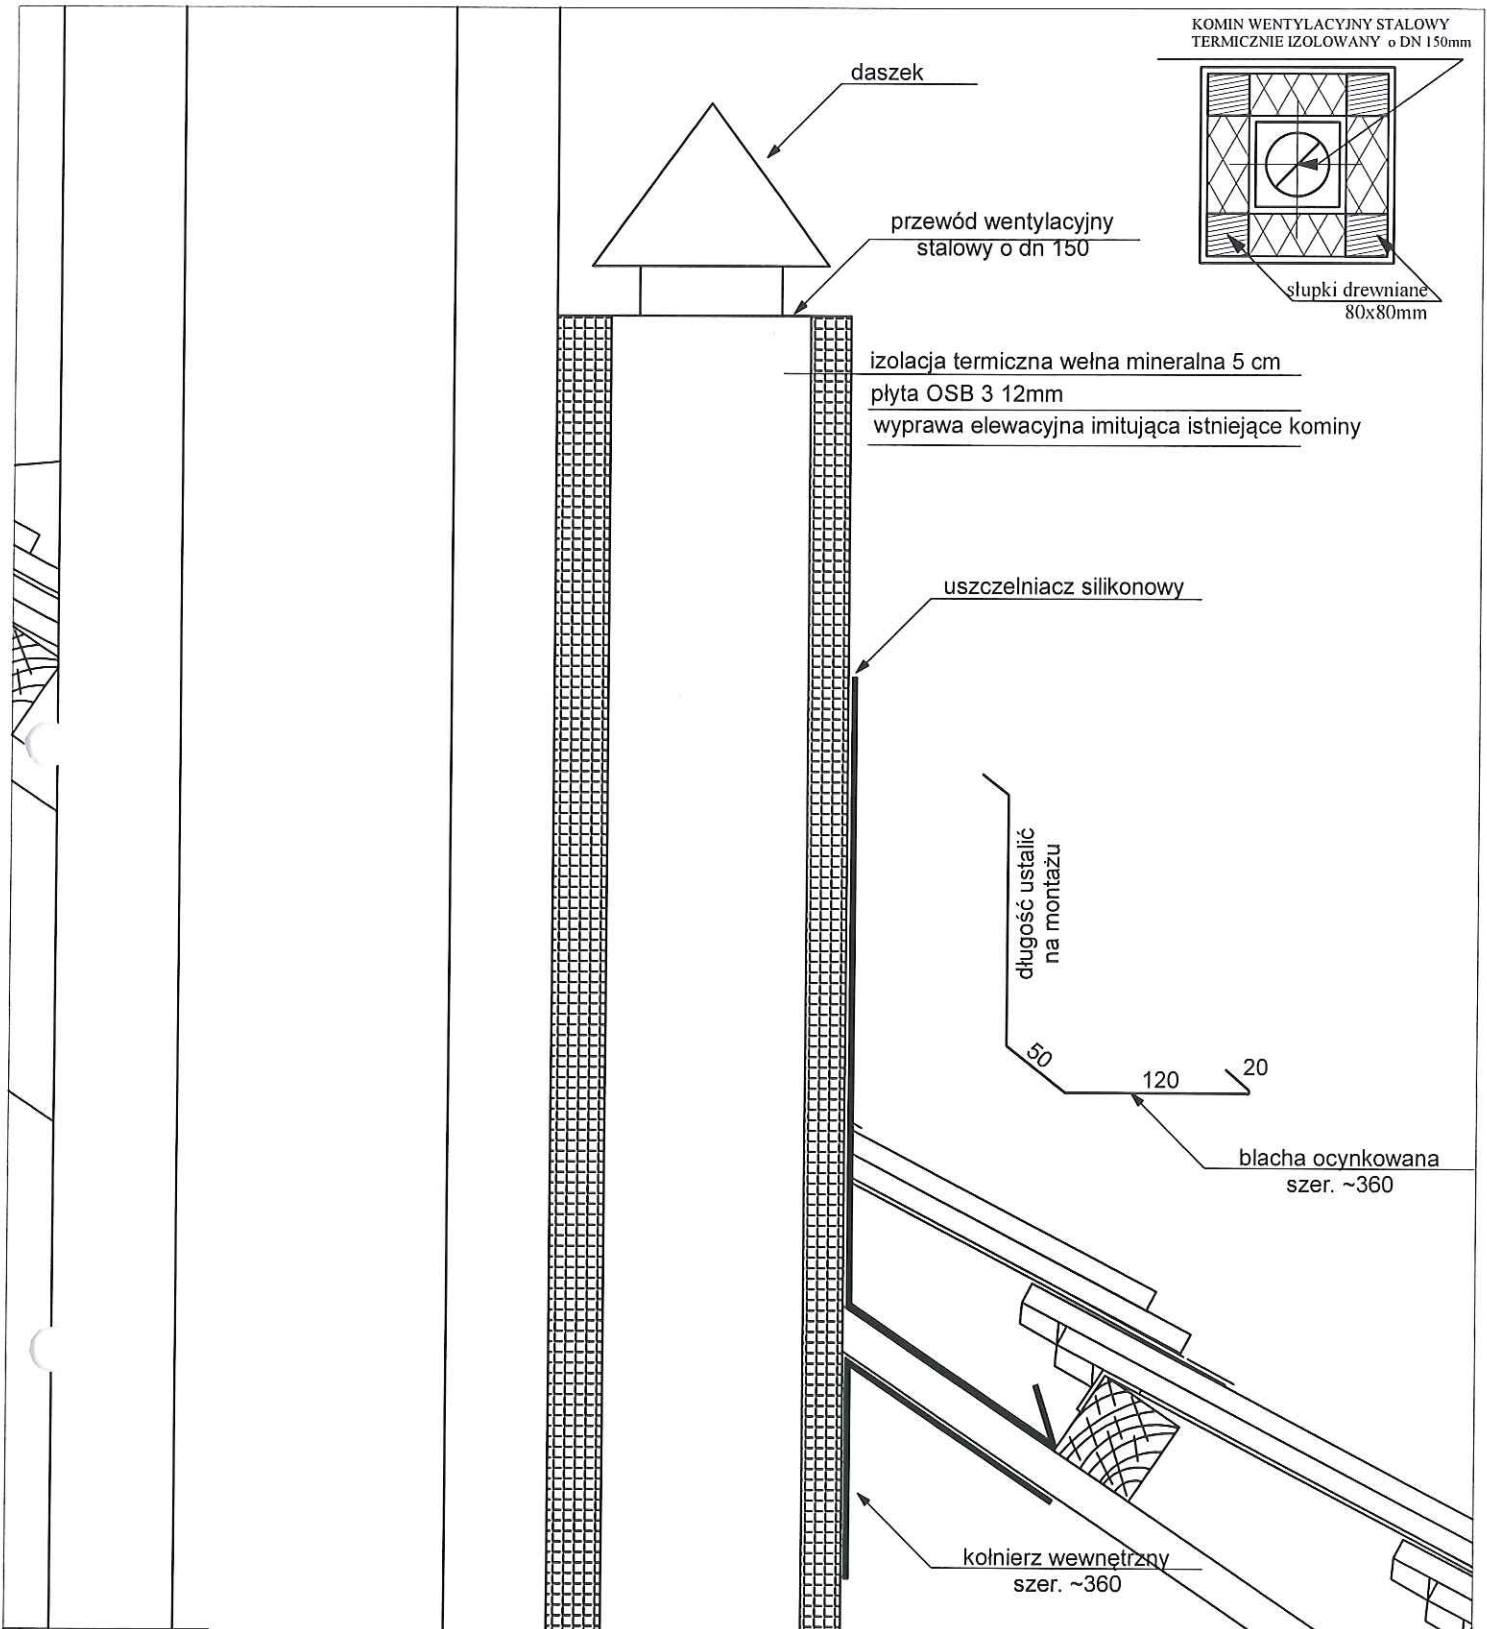 KOMIN WENTYLACYJNY STALOWY
TERMICZNIE IZOLOWANY o DN 150mm
daszek
przewód wentylacyjny
stalowy o dn 150
słupki drewniane
80x80mm
izolacja termiczna wełna mineralna 5 cm
płyta OSB 3 12mm
wyprawa elewacyjna imitująca istniejące kominy
uszczelniacz silikonowy
długość ustalić
na montażu
50
120
20
blacha ocynkowana
szer. ~360
kołnierz wewnętrzny
szer. ~360